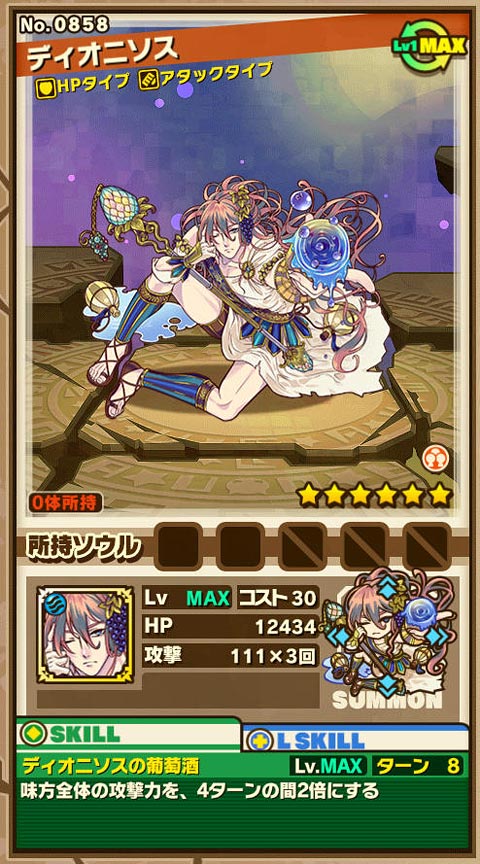 No.0858
ディオニソス
HPタイプ アタックタイプ
Lv1 MAX
0体所持
所持ソウル
Lv MAX コスト 30
HP 12434
攻撃 111×3回
SUMMON
SKILL
L SKILL
ディオニソスの葡萄酒 Lv.MAX ターン 8
味方全体の攻撃力を、4ターンの間2倍にする